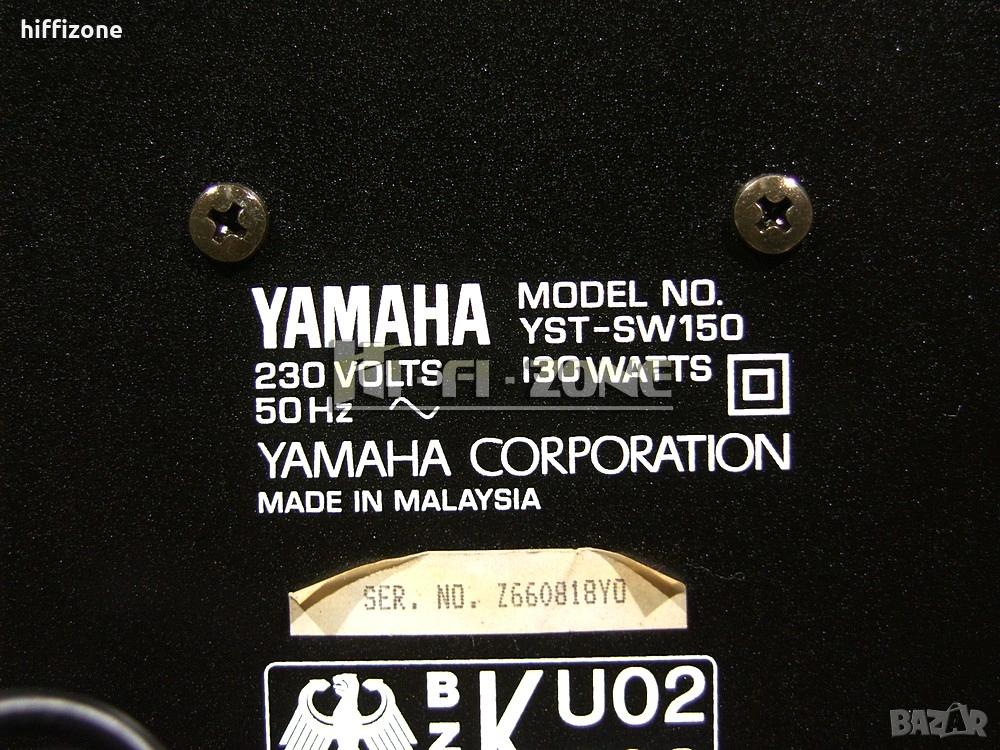 hiffizone
YAMAHA MODEL NO.
YST-SW150
230 VOLTS 130 WATTS
50 Hz
Hi-Fi·ZONE
YAMAHA CORPORATION
MADE IN MALAYSIA
SER. NO. Z660818Y0
B
Z K U02
BAZAR